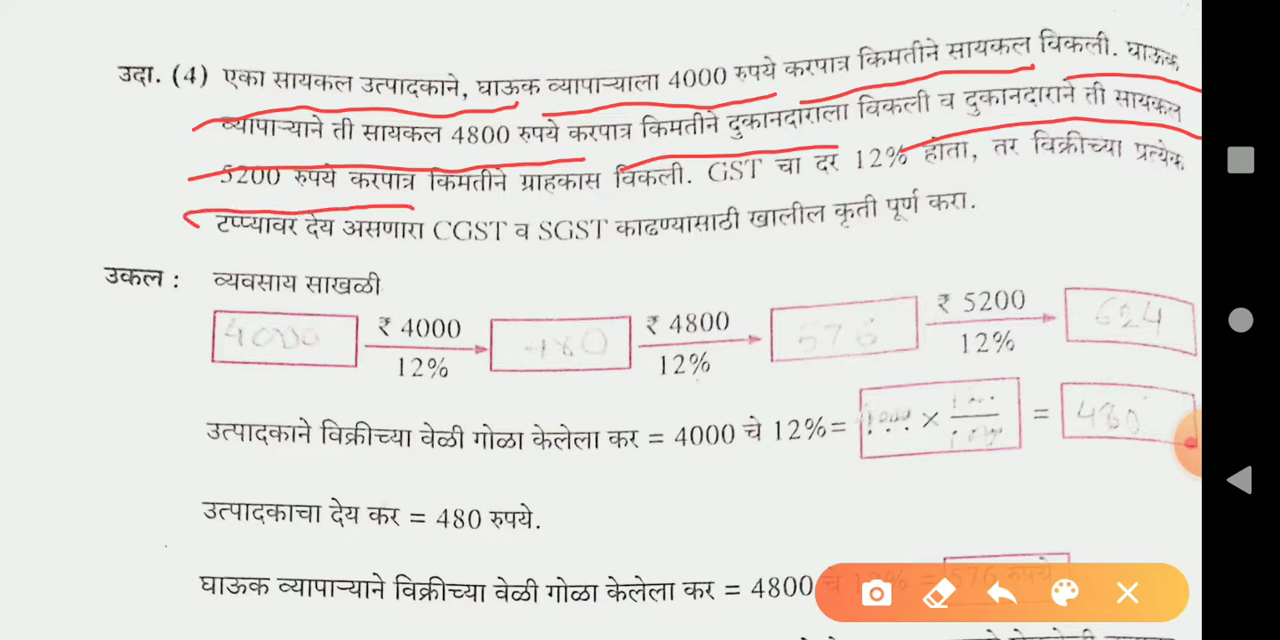 उदा. (4) एका सायकल उत्पादकाने, घाऊक व्यापाऱ्याला 4000 रुपये करपात्र किमतीने सायकल विकली. घाऊक
व्यापाऱ्याने ती सायकल 4800 रुपये करपात्र किमतीने दुकानदाराला विकली व दुकानदाराने ती सायकल
5200 रुपये करपात्र किमतीने ग्राहकास विकली. GST चा दर 12% होता, तर विक्रीच्या प्रत्येक
टप्प्यावर देय असणारा CGST व SGST काढण्यासाठी खालील कृती पूर्ण करा.
उकल : व्यवसाय साखळी
4000 ₹ 4000 480 ₹ 4800 576 ₹ 5200 624
12% 12% 12%
उत्पादकाने विक्रीच्या वेळी गोळा केलेला कर = 4000 चे 12% = × = 480
उत्पादकाचा देय कर = 480 रुपये.
घाऊक व्यापाऱ्याने विक्रीच्या वेळी गोळा केलेला कर = 4800 चे 12% = 576 रुपये